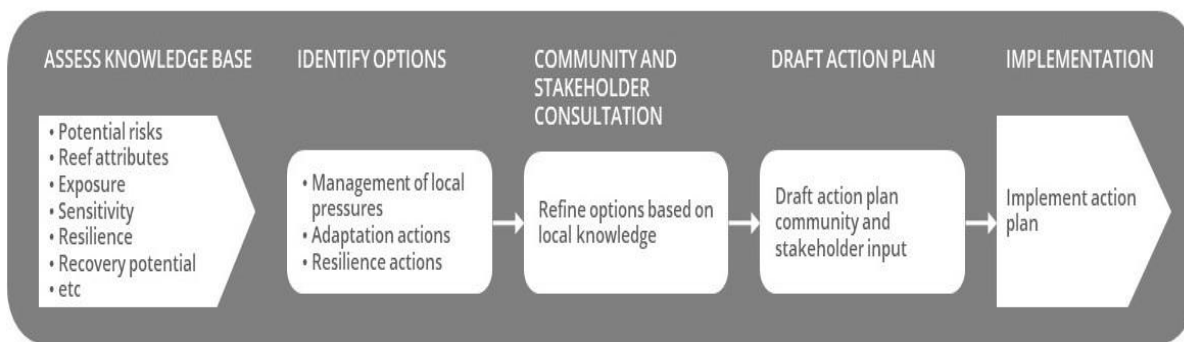 ASSESS KNOWLEDGE BASE
• Potential risks
• Reef attributes
• Exposure
• Sensitivity
• Resilience
• Recovery potential
• etc
IDENTIFY OPTIONS
• Management of local
pressures
• Adaptation actions
• Resilience actions
COMMUNITY AND
STAKEHOLDER
CONSULTATION
Refine options based on
local knowledge
DRAFT ACTION PLAN
Draft action plan
community and
stakeholder input
IMPLEMENTATION
Implement action
plan